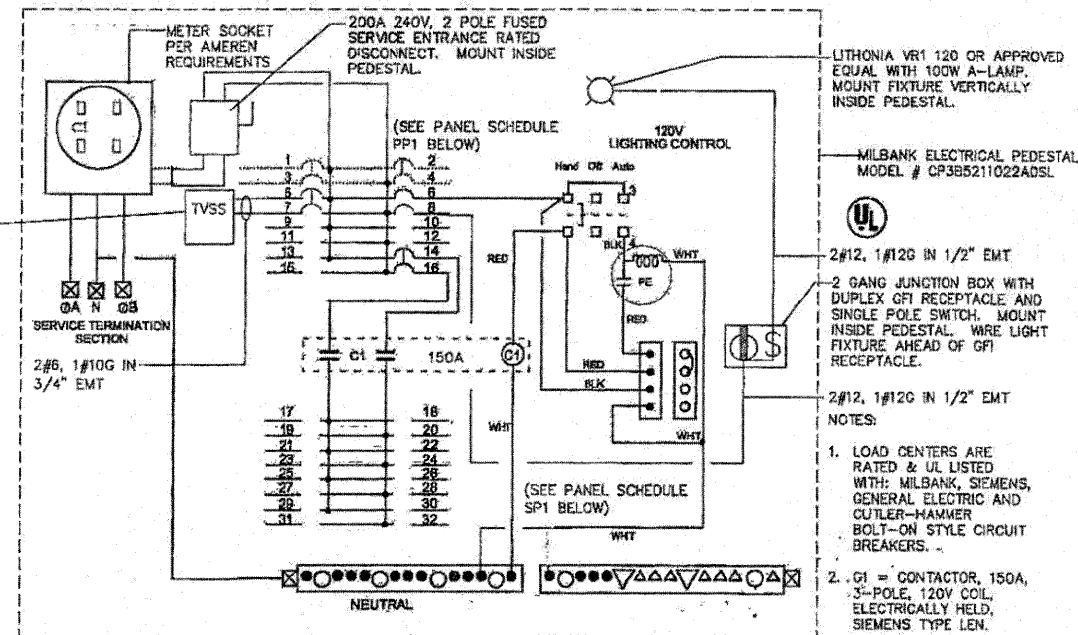 METER SOCKET
PER AMEREN
REQUIREMENTS
200A 240V, 2 POLE FUSED
SERVICE ENTRANCE RATED
DISCONNECT. MOUNT INSIDE
PEDESTAL.
LITHONIA VR1 120 OR APPROVED
EQUAL WITH 100W A-LAMP.
MOUNT FIXTURE VERTICALLY
INSIDE PEDESTAL.
(SEE PANEL SCHEDULE
PP1 BELOW)
120V
LIGHTING CONTROL
Hand Off Auto
3
4
MILBANK ELECTRICAL PEDESTAL
MODEL # CP3B5211022A0SL
UL
1 2
3 4
5 6
7 8
9 10
11 12
13 14
15 16
TVSS
RED
BLK
WHT
PE
RED
RED
BLK
WHT
ØA N ØB
SERVICE TERMINATION
SECTION
2#6, 1#10G IN
3/4" EMT
C1 150A
C1
2#12, 1#12G IN 1/2" EMT
2 GANG JUNCTION BOX WITH
DUPLEX GFI RECEPTACLE AND
SINGLE POLE SWITCH. MOUNT
INSIDE PEDESTAL. WIRE LIGHT
FIXTURE AHEAD OF GFI
RECEPTACLE.
S
2#12, 1#12G IN 1/2" EMT
17 18
19 20
21 22
23 24
25 26
27 28
29 30
31 32
WHT
(SEE PANEL SCHEDULE
SP1 BELOW)
WHT
NEUTRAL
NOTES:
1. LOAD CENTERS ARE
RATED & UL LISTED
WITH: MILBANK, SIEMENS,
GENERAL ELECTRIC AND
CUTLER-HAMMER
BOLT-ON STYLE CIRCUIT
BREAKERS.
2. C1 = CONTACTOR, 150A,
3-POLE, 120V COIL,
ELECTRICALLY HELD,
SIEMENS TYPE LEN.